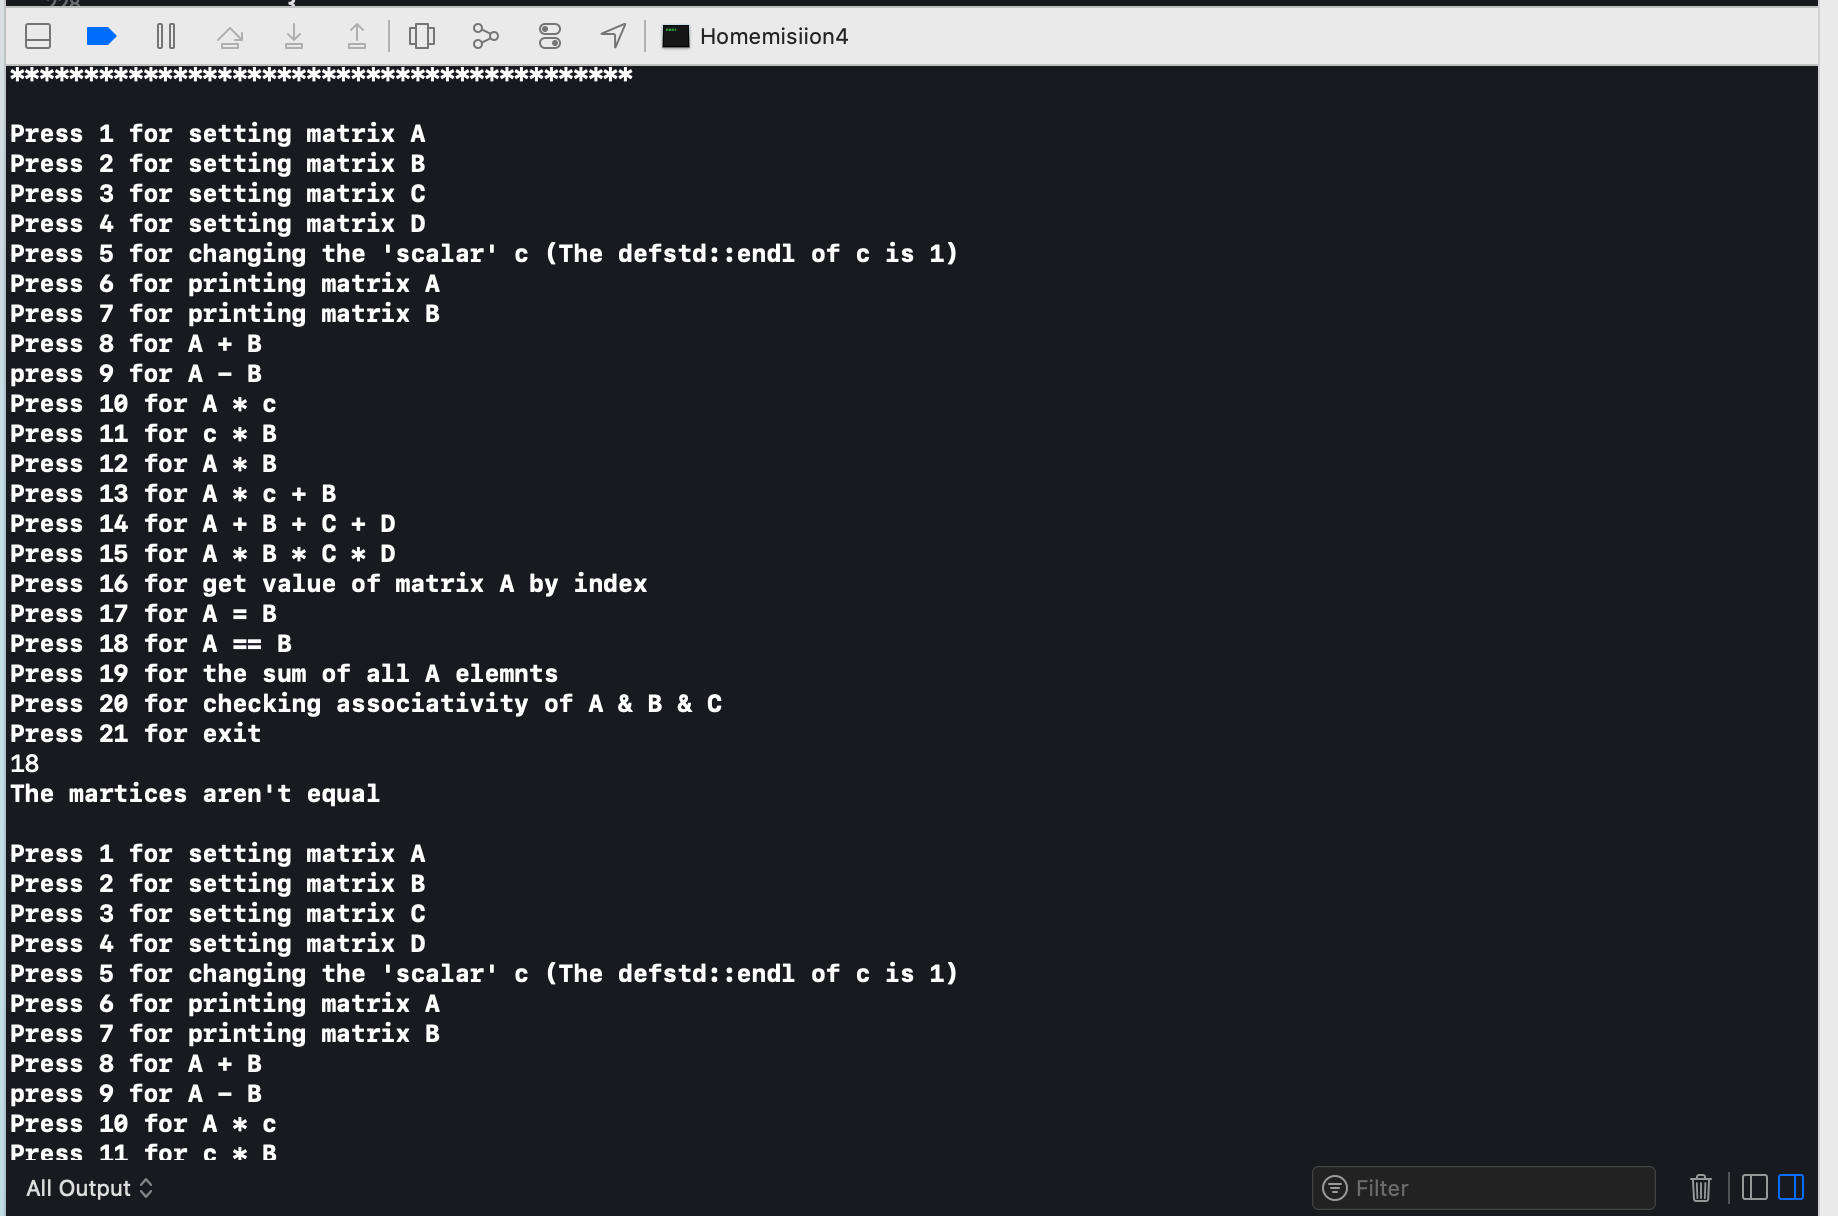 Homemisiion4
******************************************
Press 1 for setting matrix A
Press 2 for setting matrix B
Press 3 for setting matrix C
Press 4 for setting matrix D
Press 5 for changing the 'scalar' c (The defstd::endl of c is 1)
Press 6 for printing matrix A
Press 7 for printing matrix B
Press 8 for A + B
press 9 for A - B
Press 10 for A * c
Press 11 for c * B
Press 12 for A * B
Press 13 for A * c + B
Press 14 for A + B + C + D
Press 15 for A * B * C * D
Press 16 for get value of matrix A by index
Press 17 for A = B
Press 18 for A == B
Press 19 for the sum of all A elemnts
Press 20 for checking associativity of A & B & C
Press 21 for exit
18
The martices aren't equal
Press 1 for setting matrix A
Press 2 for setting matrix B
Press 3 for setting matrix C
Press 4 for setting matrix D
Press 5 for changing the 'scalar' c (The defstd::endl of c is 1)
Press 6 for printing matrix A
Press 7 for printing matrix B
Press 8 for A + B
press 9 for A - B
Press 10 for A * c
Press 11 for c * B
All Output
Filter